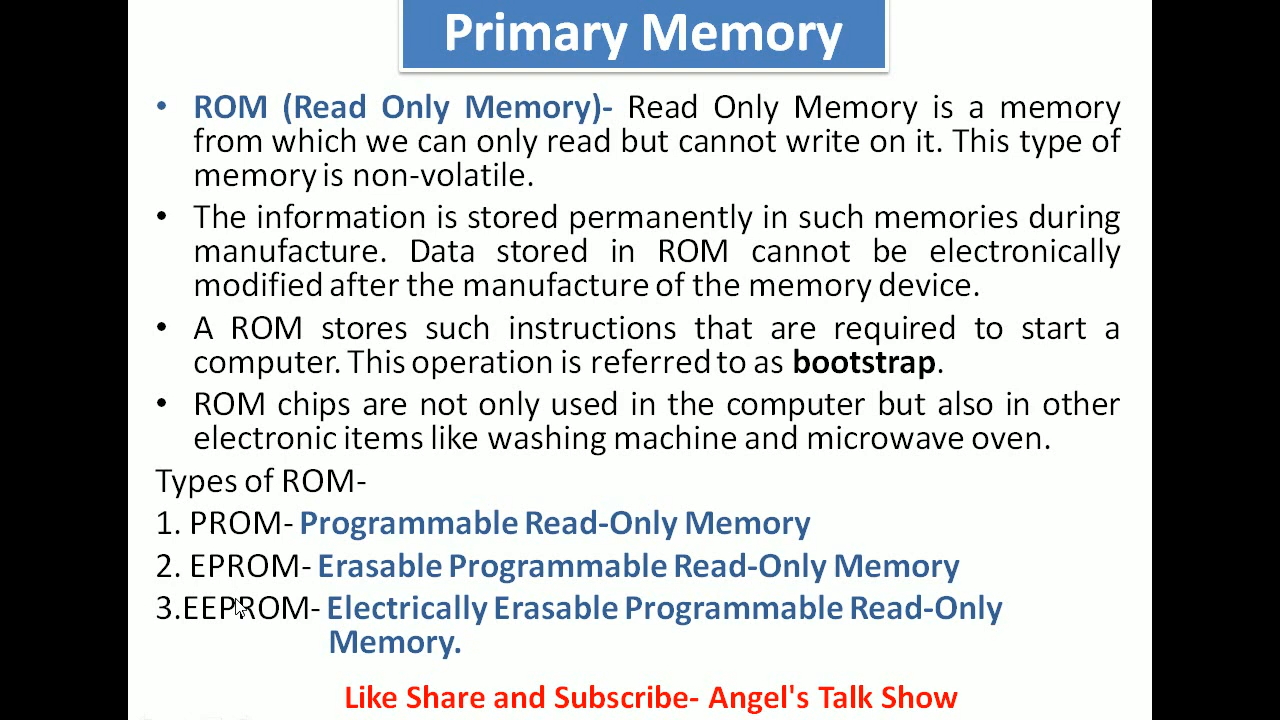 Primary Memory
• ROM (Read Only Memory)- Read Only Memory is a memory
from which we can only read but cannot write on it. This type of
memory is non-volatile.
• The information is stored permanently in such memories during
manufacture. Data stored in ROM cannot be electronically
modified after the manufacture of the memory device.
• A ROM stores such instructions that are required to start a
computer. This operation is referred to as bootstrap.
• ROM chips are not only used in the computer but also in other
electronic items like washing machine and microwave oven.
Types of ROM-
1. PROM- Programmable Read-Only Memory
2. EPROM- Erasable Programmable Read-Only Memory
3.EEPROM- Electrically Erasable Programmable Read-Only
Memory.
Like Share and Subscribe- Angel's Talk Show